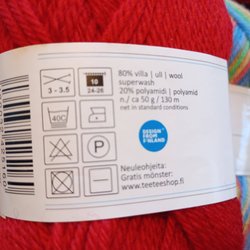 3 - 3.5
10
24-26
80% villa | ull | wool
superwash
20% polyamidi | polyamid
n./ ca 50 g / 130 m
net in standard conditions
40C
P
DESIGN
FROM
FINLAND
Neuleohjeita:
Gratis mönster:
www.teeteeshop.fi